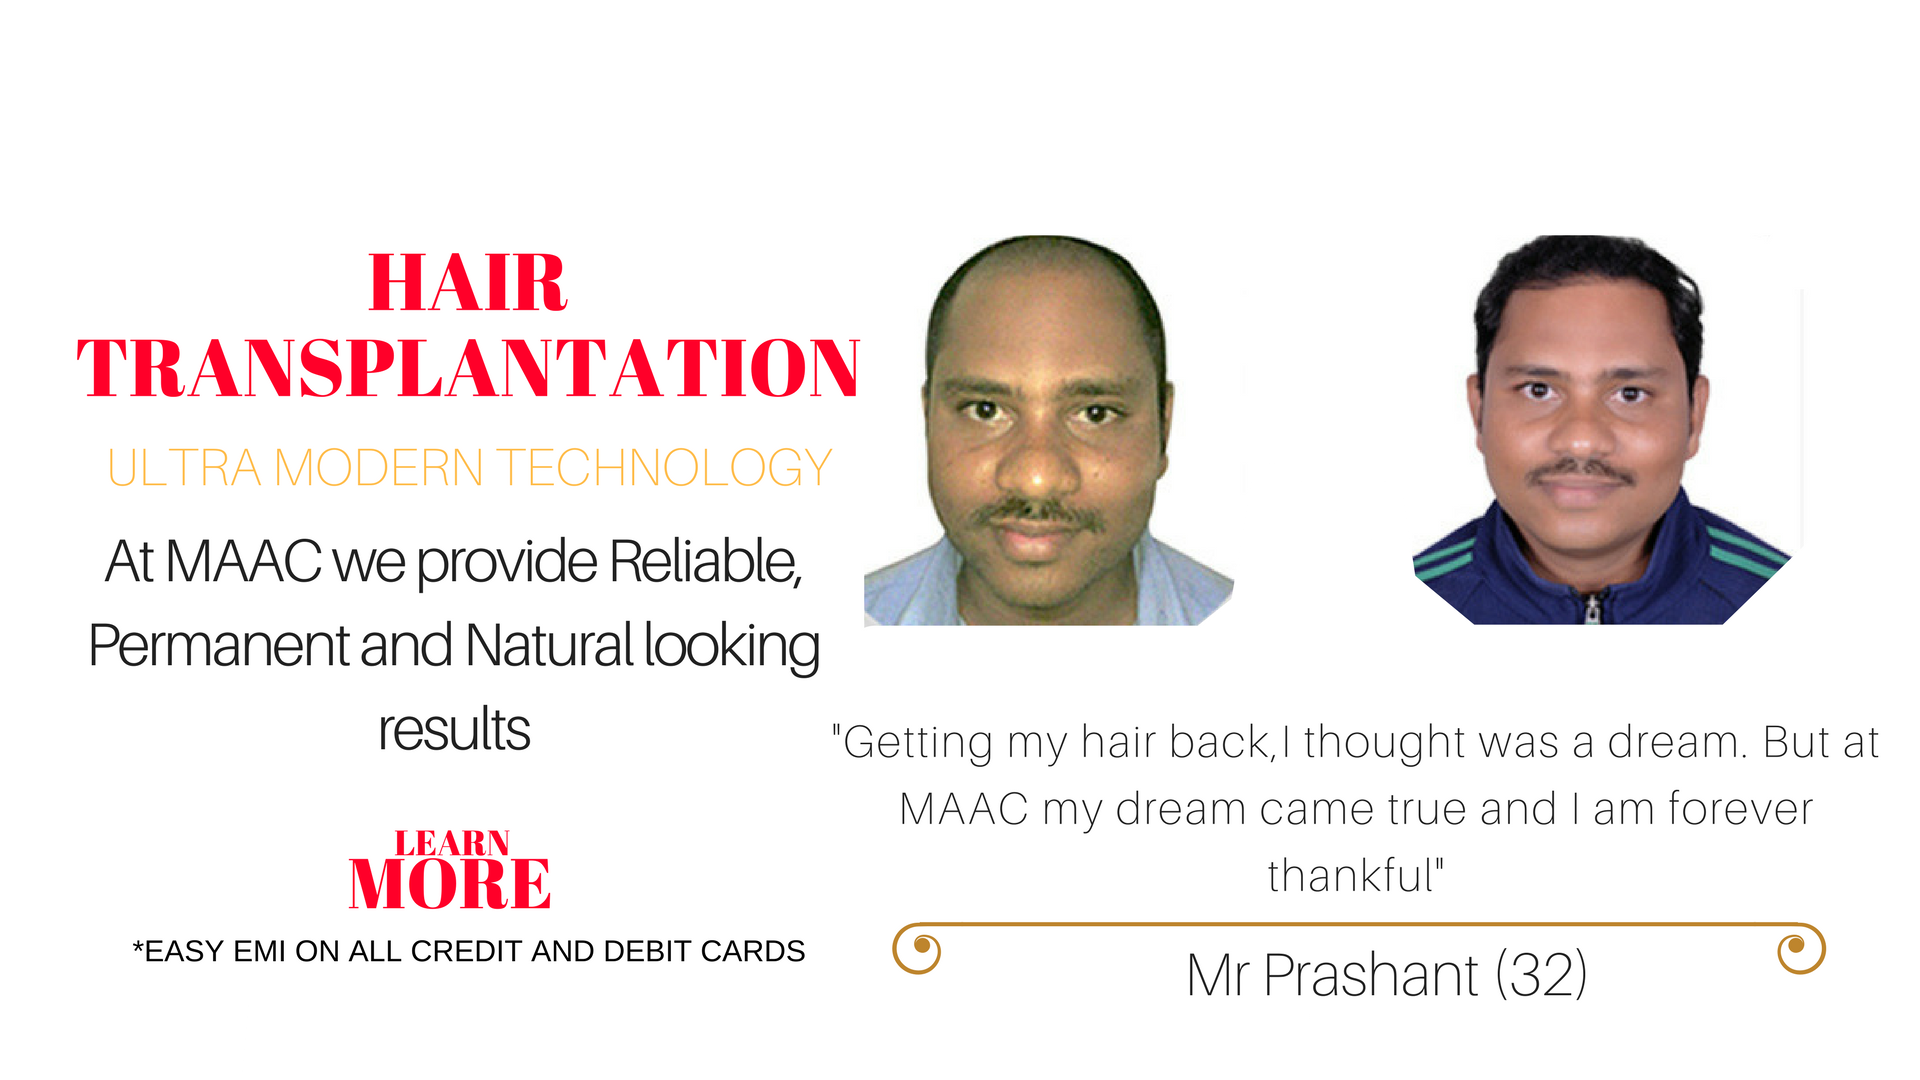 HAIR
TRANSPLANTATION
ULTRA MODERN TECHNOLOGY
At MAAC we provide Reliable,
Permanent and Natural looking
results
LEARN
MORE
*EASY EMI ON ALL CREDIT AND DEBIT CARDS
"Getting my hair back,I thought was a dream. But at
MAAC my dream came true and I am forever
thankful"
Mr Prashant (32)